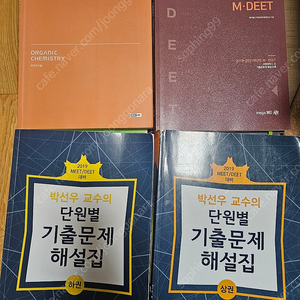 ORGANIC
CHEMISTRY
M·DEET
DEET
2019 MEET/DEET
대비
박선우 교수의
단원별
기출문제
해설집
하권
2019 MEET/DEET
대비
박선우 교수의
단원별
기출문제
해설집
상권